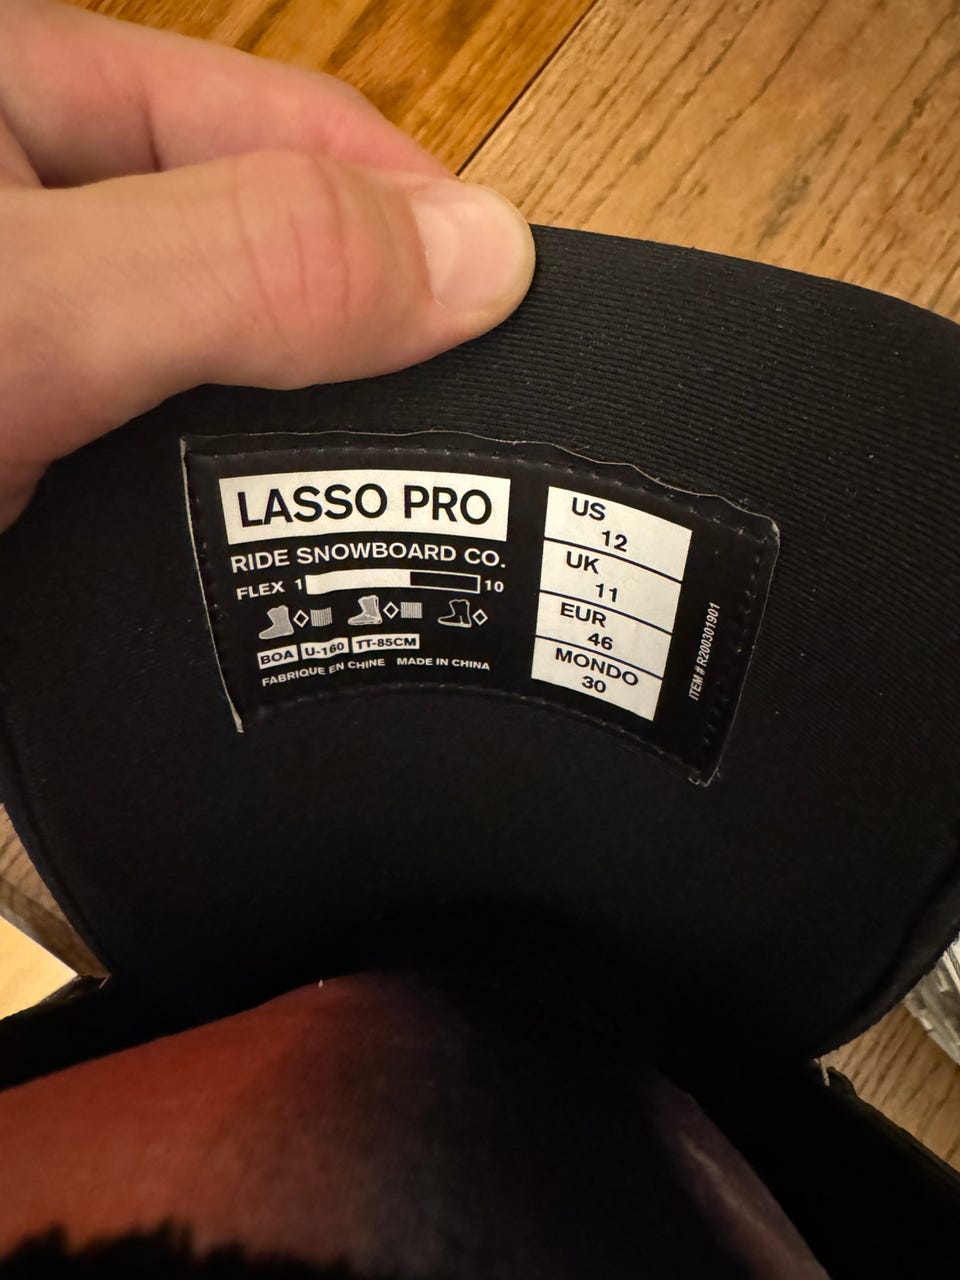 LASSO PRO
RIDE SNOWBOARD CO.
FLEX 1 10
BOA U-160 TT-85CM
FABRIQUE EN CHINE MADE IN CHINA
US
12
UK
11
EUR
46
MONDO
30
ITEM # R200301901